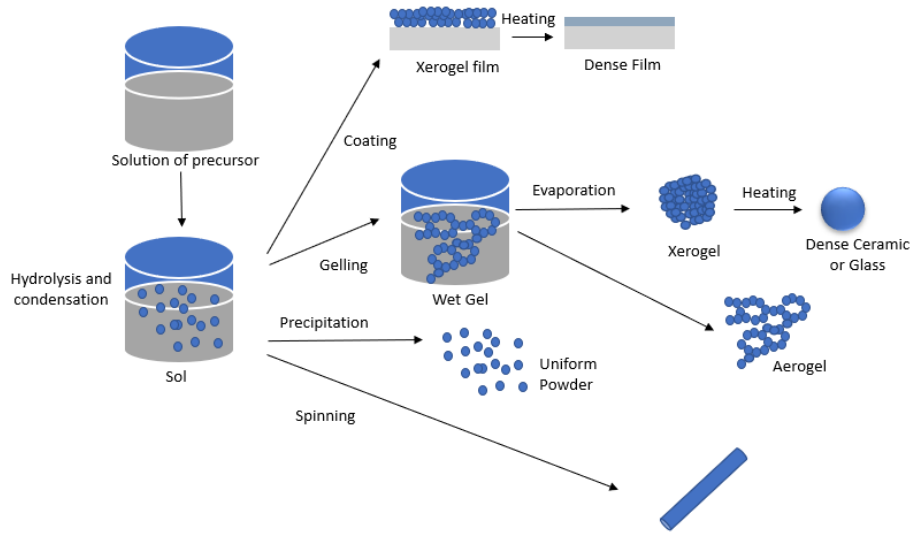 Heating
Xerogel film
Dense Film
Solution of precursor
Coating
Evaporation
Heating
Xerogel
Dense Ceramic
or Glass
Hydrolysis and
condensation
Gelling
Wet Gel
Precipitation
Uniform
Powder
Aerogel
Sol
Spinning